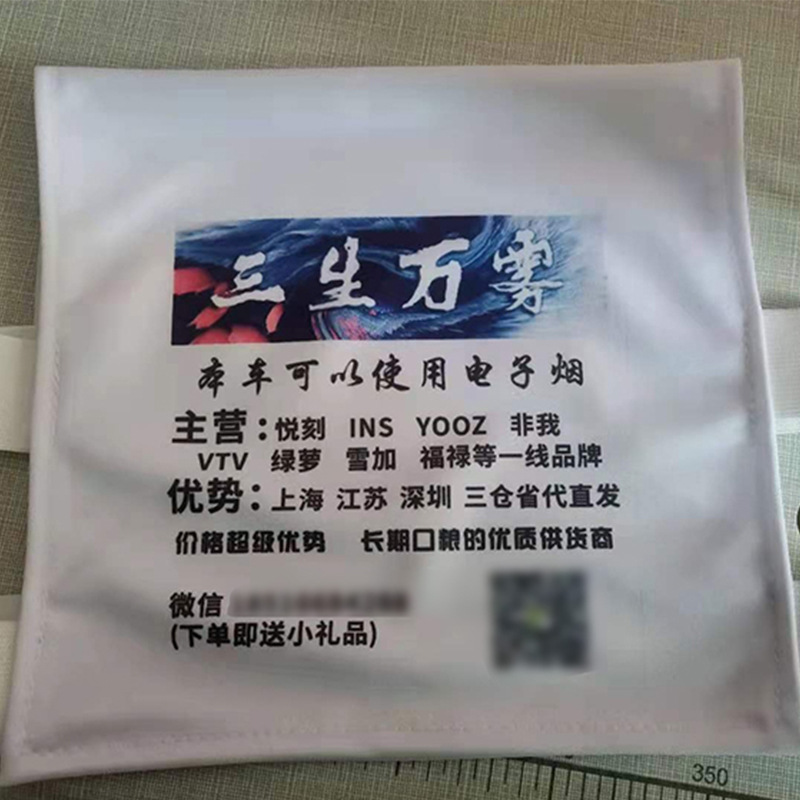 三生万雾
本车可以使用电子烟
主营：悦刻 INS YOOZ 非我
VTV 绿萝 雪加 福禄等一线品牌
优势：上海 江苏 深圳 三仓省代直发
价格超级优势 长期口粮的优质供货商
微信
(下单即送小礼品)
350